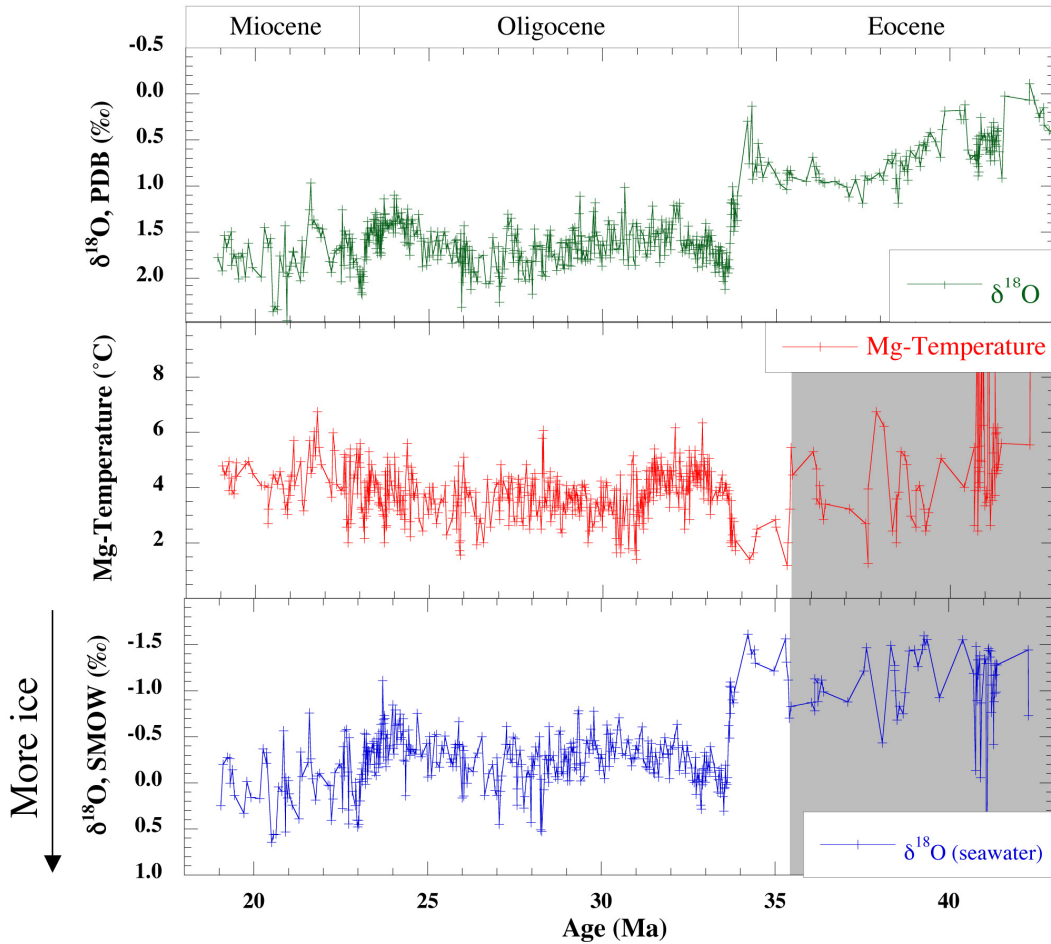 Miocene Oligocene Eocene
-0.5
0.0
0.5
1.0
1.5
2.0
δ¹⁸O, PDB (‰)
δ¹⁸O
8
6
4
2
Mg-Temperature (°C)
Mg-Temperature
-1.5
-1.0
-0.5
0.0
0.5
1.0
δ¹⁸O, SMOW (‰)
More ice
δ¹⁸O (seawater)
20 25 30 35 40
Age (Ma)